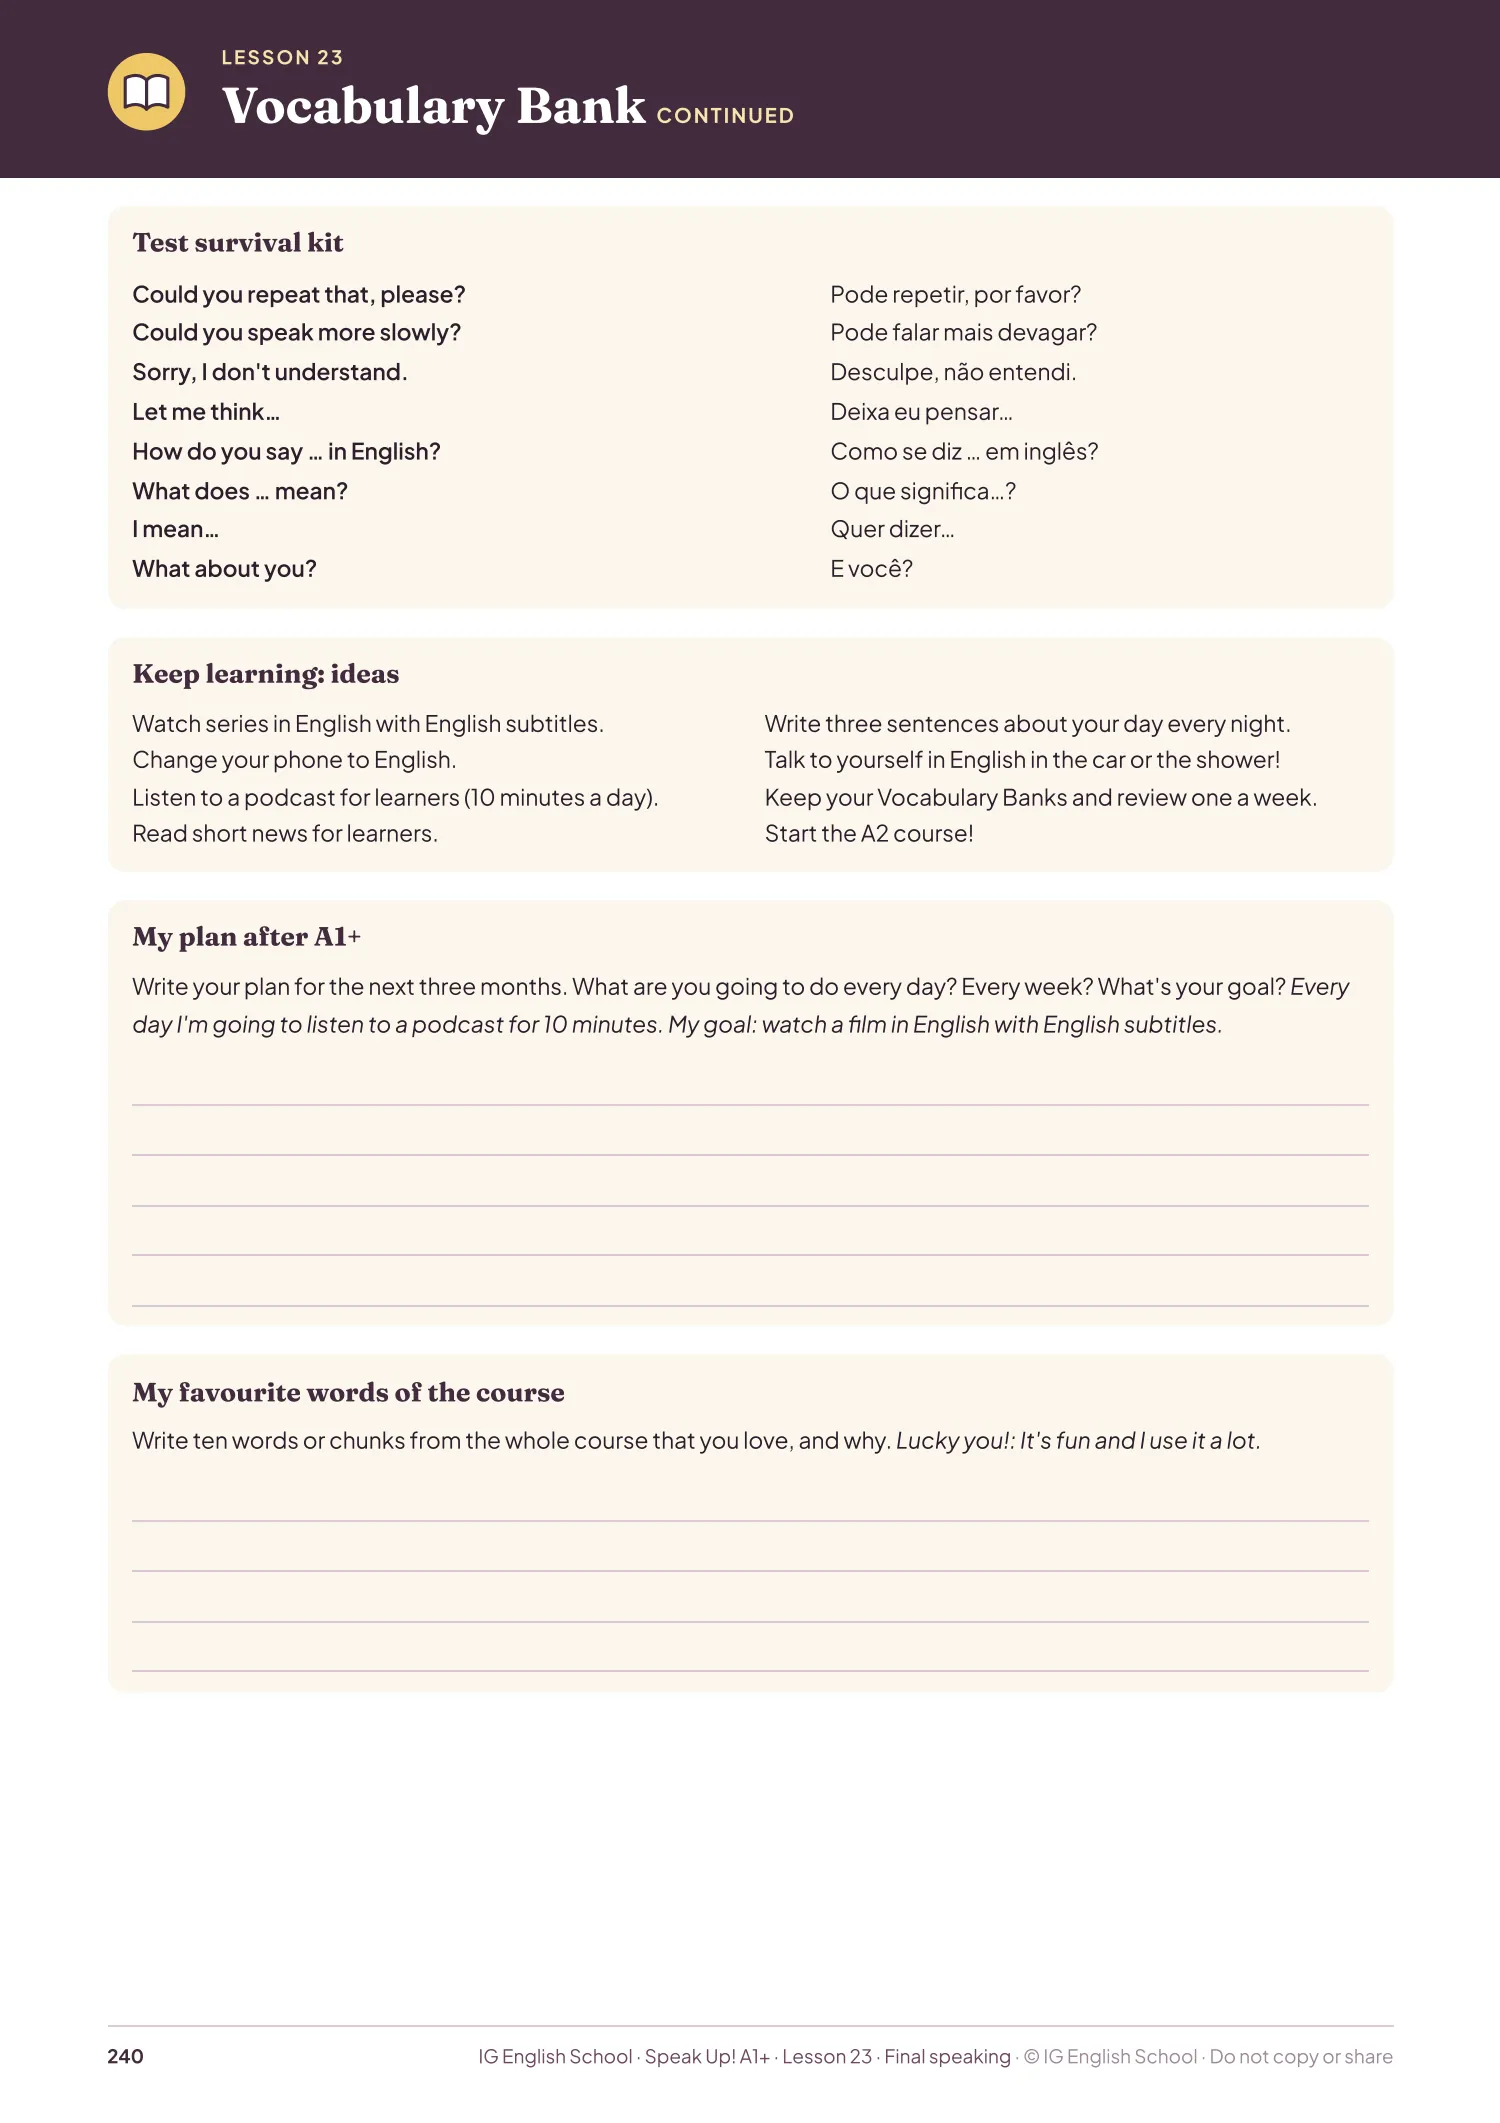 LESSON 23
Vocabulary Bank CONTINUED
Test survival kit
Could you repeat that, please? Pode repetir, por favor?
Could you speak more slowly? Pode falar mais devagar?
Sorry, I don't understand. Desculpe, não entendi.
Let me think... Deixa eu pensar...
How do you say ... in English? Como se diz ... em inglês?
What does ... mean? O que significa...?
I mean... Quer dizer...
What about you? E você?
Keep learning: ideas
Watch series in English with English subtitles.
Change your phone to English.
Listen to a podcast for learners (10 minutes a day).
Read short news for learners.
Write three sentences about your day every night.
Talk to yourself in English in the car or the shower!
Keep your Vocabulary Banks and review one a week.
Start the A2 course!
My plan after A1+
Write your plan for the next three months. What are you going to do every day? Every week? What's your goal? Every
day I'm going to listen to a podcast for 10 minutes. My goal: watch a film in English with English subtitles.
My favourite words of the course
Write ten words or chunks from the whole course that you love, and why. Lucky you!: It's fun and I use it a lot.
240 IG English School · Speak Up! A1+ · Lesson 23 · Final speaking · © IG English School · Do not copy or share